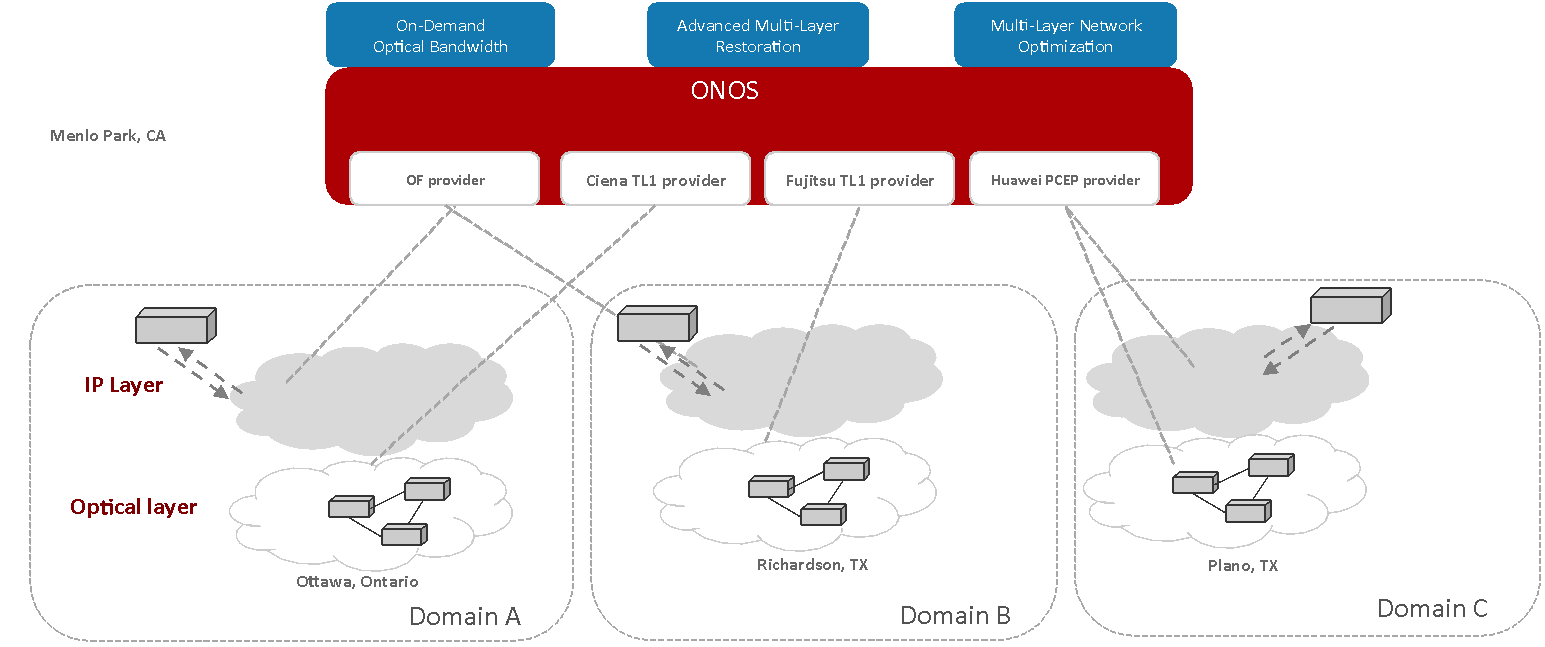 On-Demand
Optical Bandwidth
Advanced Multi-Layer
Restoration
Multi-Layer Network
Optimization
ONOS
Menlo Park, CA
OF provider
Ciena TL1 provider
Fujitsu TL1 provider
Huawei PCEP provider
IP Layer
Optical layer
Ottawa, Ontario
Richardson, TX
Plano, TX
Domain A
Domain B
Domain C